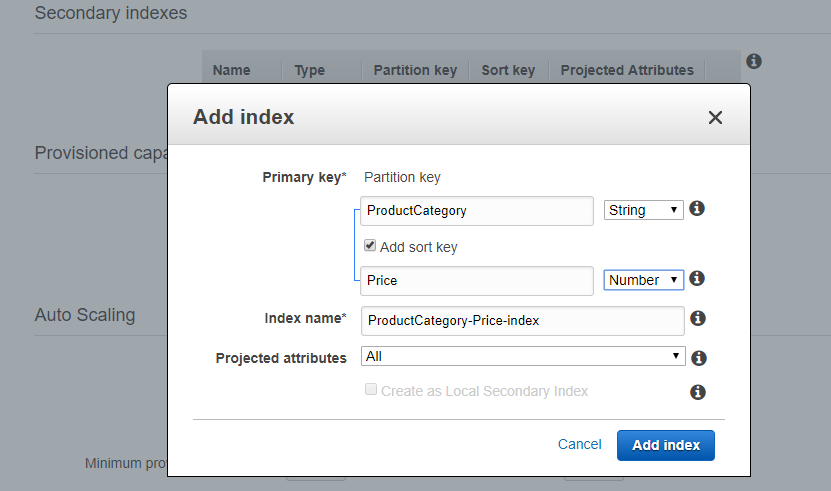 Secondary indexes
Name Type Partition key Sort key Projected Attributes
Add index
Provisioned capa
Primary key* Partition key
ProductCategory String
Add sort key
Price Number
Auto Scaling
Index name* ProductCategory-Price-index
Projected attributes All
Create as Local Secondary Index
Cancel Add index
Minimum pro